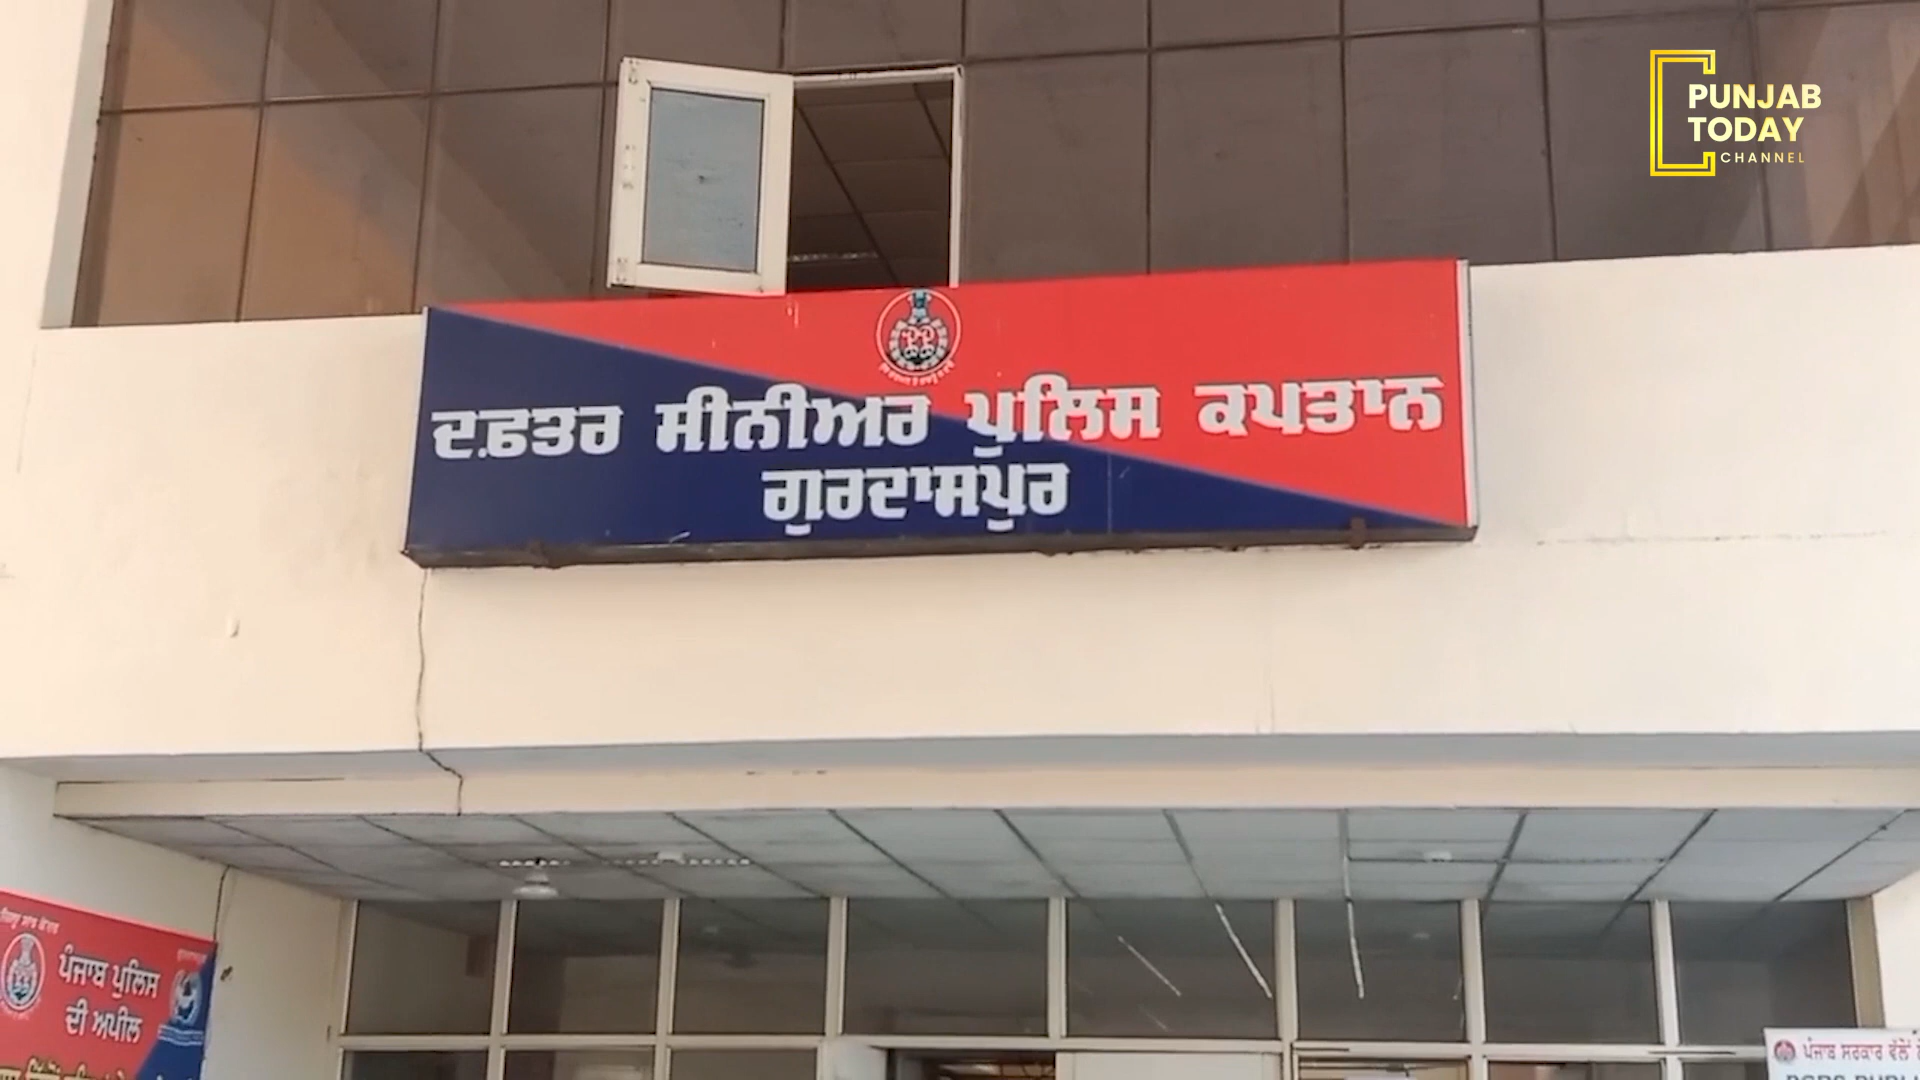 PUNJAB
TODAY
CHANNEL
ਦਫ਼ਤਰ ਸੀਨੀਅਰ ਪੁਲਿਸ ਕਪਤਾਨ
ਗੁਰਦਾਸਪੁਰ
ਪੰਜਾਬ ਪੁਲਿਸ
ਦੀ ਅਪੀਲ
ਪੰਜਾਬ ਸਰਕਾਰ ਵੱਲੋਂ